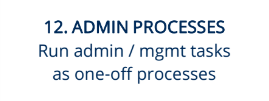 12. ADMIN PROCESSES
Run admin / mgmt tasks
as one-off processes